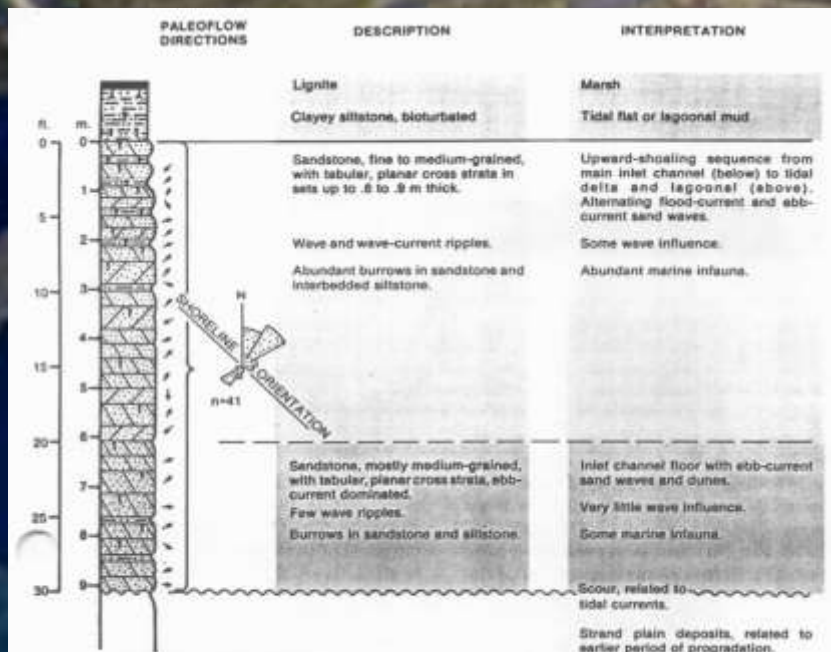 PALEOFLOW
DIRECTIONS
DESCRIPTION
INTERPRETATION
Lignite
Marsh
Clayey siltstone, bioturbated
Tidal flat or lagoonal mud
ft.
m.
0
0
Sandstone, fine to medium-grained,
with tabular, planar cross strata in
sets up to .6 to .9 m thick.
Upward-shoaling sequence from
main inlet channel (below) to tidal
delta and lagoonal (above).
Alternating flood-current and ebb-
current sand waves.
1
5
2
Wave and wave-current ripples.
Some wave influence.
Abundant burrows in sandstone and
interbedded siltstone.
Abundant marine infauna.
10
3
N
SHORELINE
ORIENTATION
n=41
4
15
5
20
6
Sandstone, mostly medium-grained,
with tabular, planar cross strata, ebb-
current dominated.
Inlet channel floor with ebb-current
sand waves and dunes.
7
Few wave ripples.
Very little wave influence.
25
8
Burrows in sandstone and siltstone.
Some marine infauna.
30
9
Scour, related to
tidal currents.
Strand plain deposits, related to
earlier period of progradation.